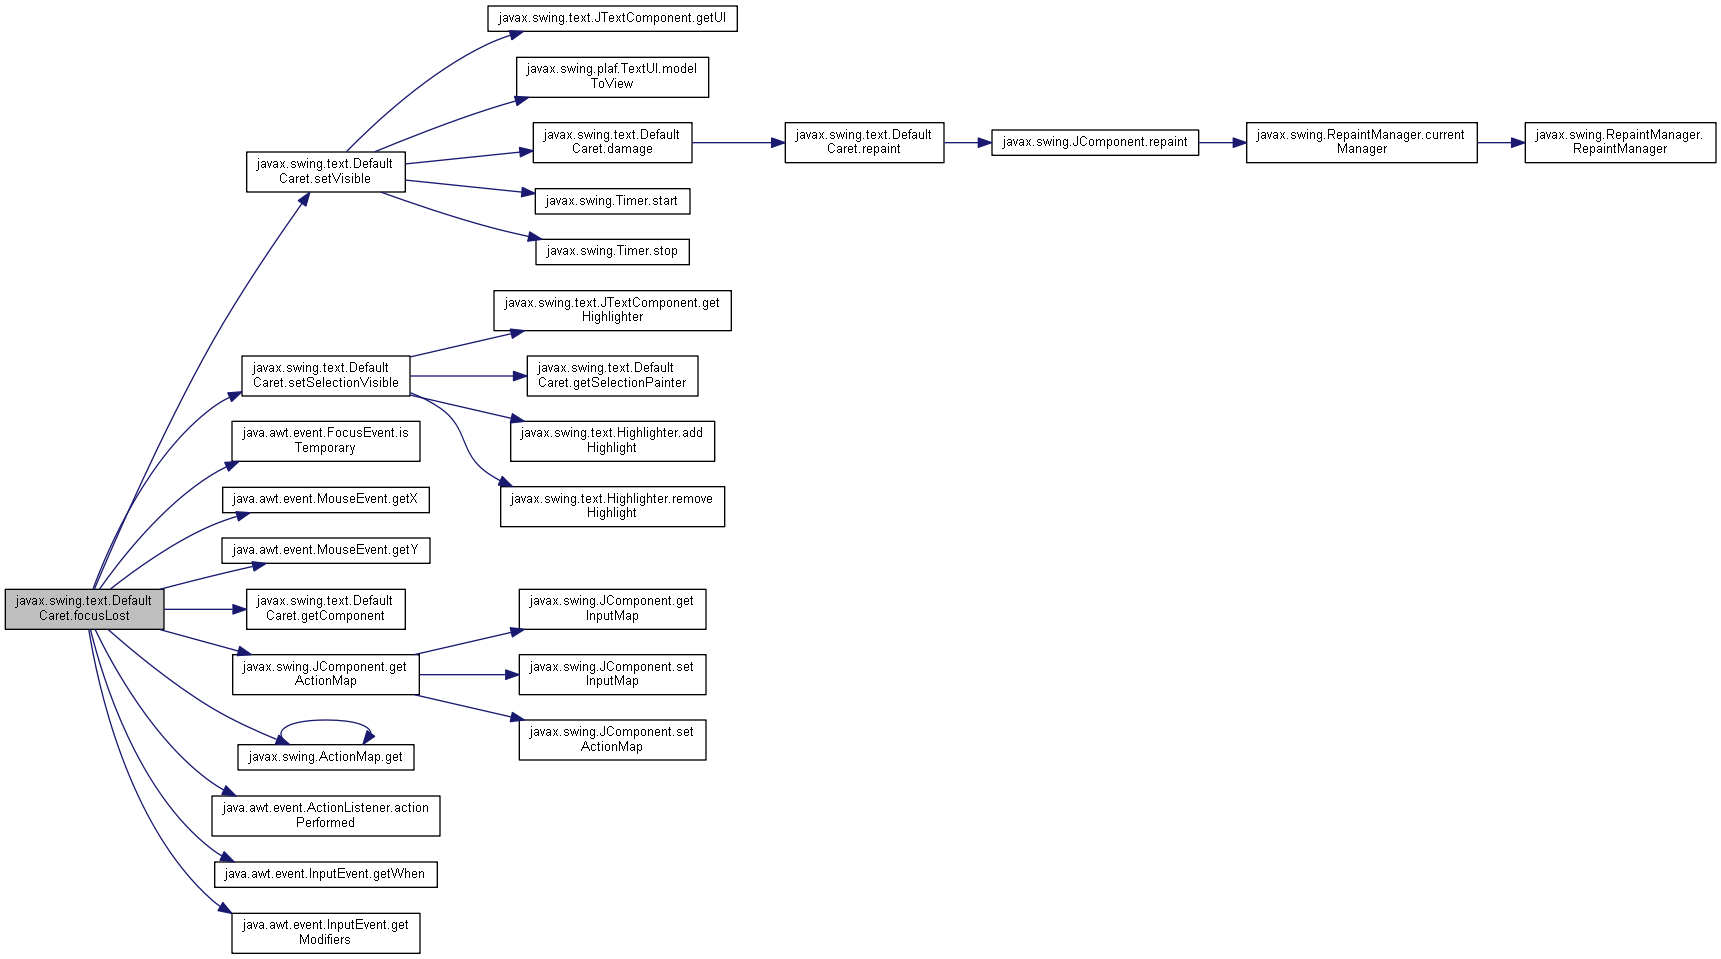 javax.swing.text.JTextComponent.getUI
javax.swing.plaf.TextUI.model
ToView
javax.swing.text.Default
Caret.damage
javax.swing.text.Default
Caret.repaint
javax.swing.JComponent.repaint
javax.swing.RepaintManager.current
Manager
javax.swing.RepaintManager.
RepaintManager
javax.swing.text.Default
Caret.setVisible
javax.swing.Timer.start
javax.swing.Timer.stop
javax.swing.text.JTextComponent.get
Highlighter
javax.swing.text.Default
Caret.setSelectionVisible
javax.swing.text.Default
Caret.getSelectionPainter
javax.swing.text.Highlighter.add
Highlight
javax.swing.text.Highlighter.remove
Highlight
java.awt.event.FocusEvent.is
Temporary
java.awt.event.MouseEvent.getX
java.awt.event.MouseEvent.getY
javax.swing.text.Default
Caret.focusLost
javax.swing.text.Default
Caret.getComponent
javax.swing.JComponent.get
InputMap
javax.swing.JComponent.get
ActionMap
javax.swing.JComponent.set
InputMap
javax.swing.JComponent.set
ActionMap
javax.swing.ActionMap.get
java.awt.event.ActionListener.action
Performed
java.awt.event.InputEvent.getWhen
java.awt.event.InputEvent.get
Modifiers